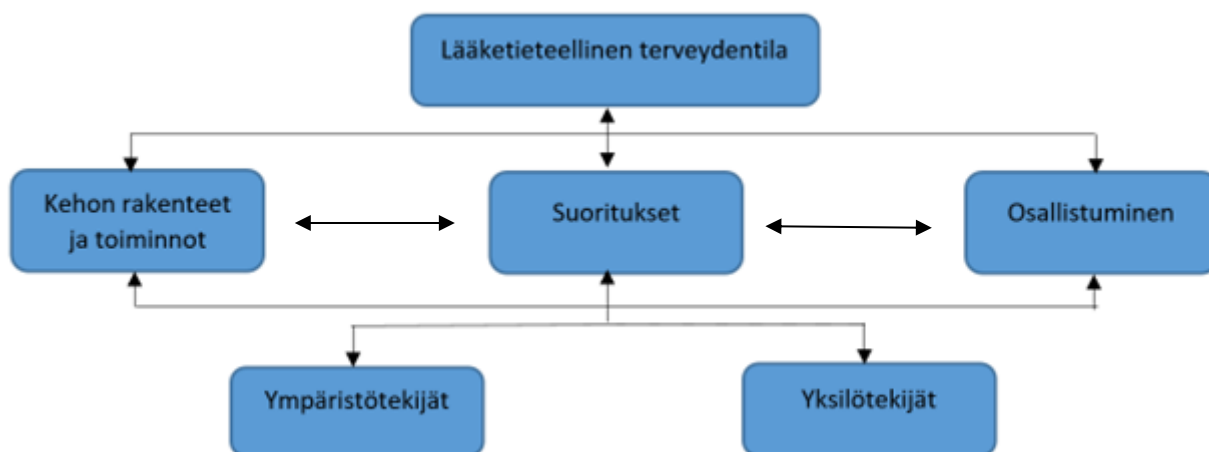 Lääketieteellinen terveydentila
Kehon rakenteet
ja toiminnot
Suoritukset
Osallistuminen
Ympäristötekijät
Yksilötekijät